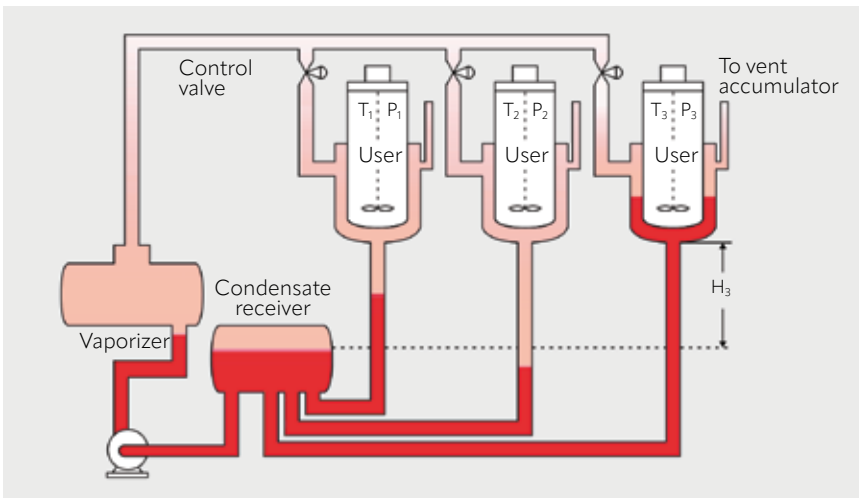 Control
valve
To vent
accumulator
T₁ P₁
User
T₂ P₂
User
T₃ P₃
User
H₃
Condensate
receiver
Vaporizer